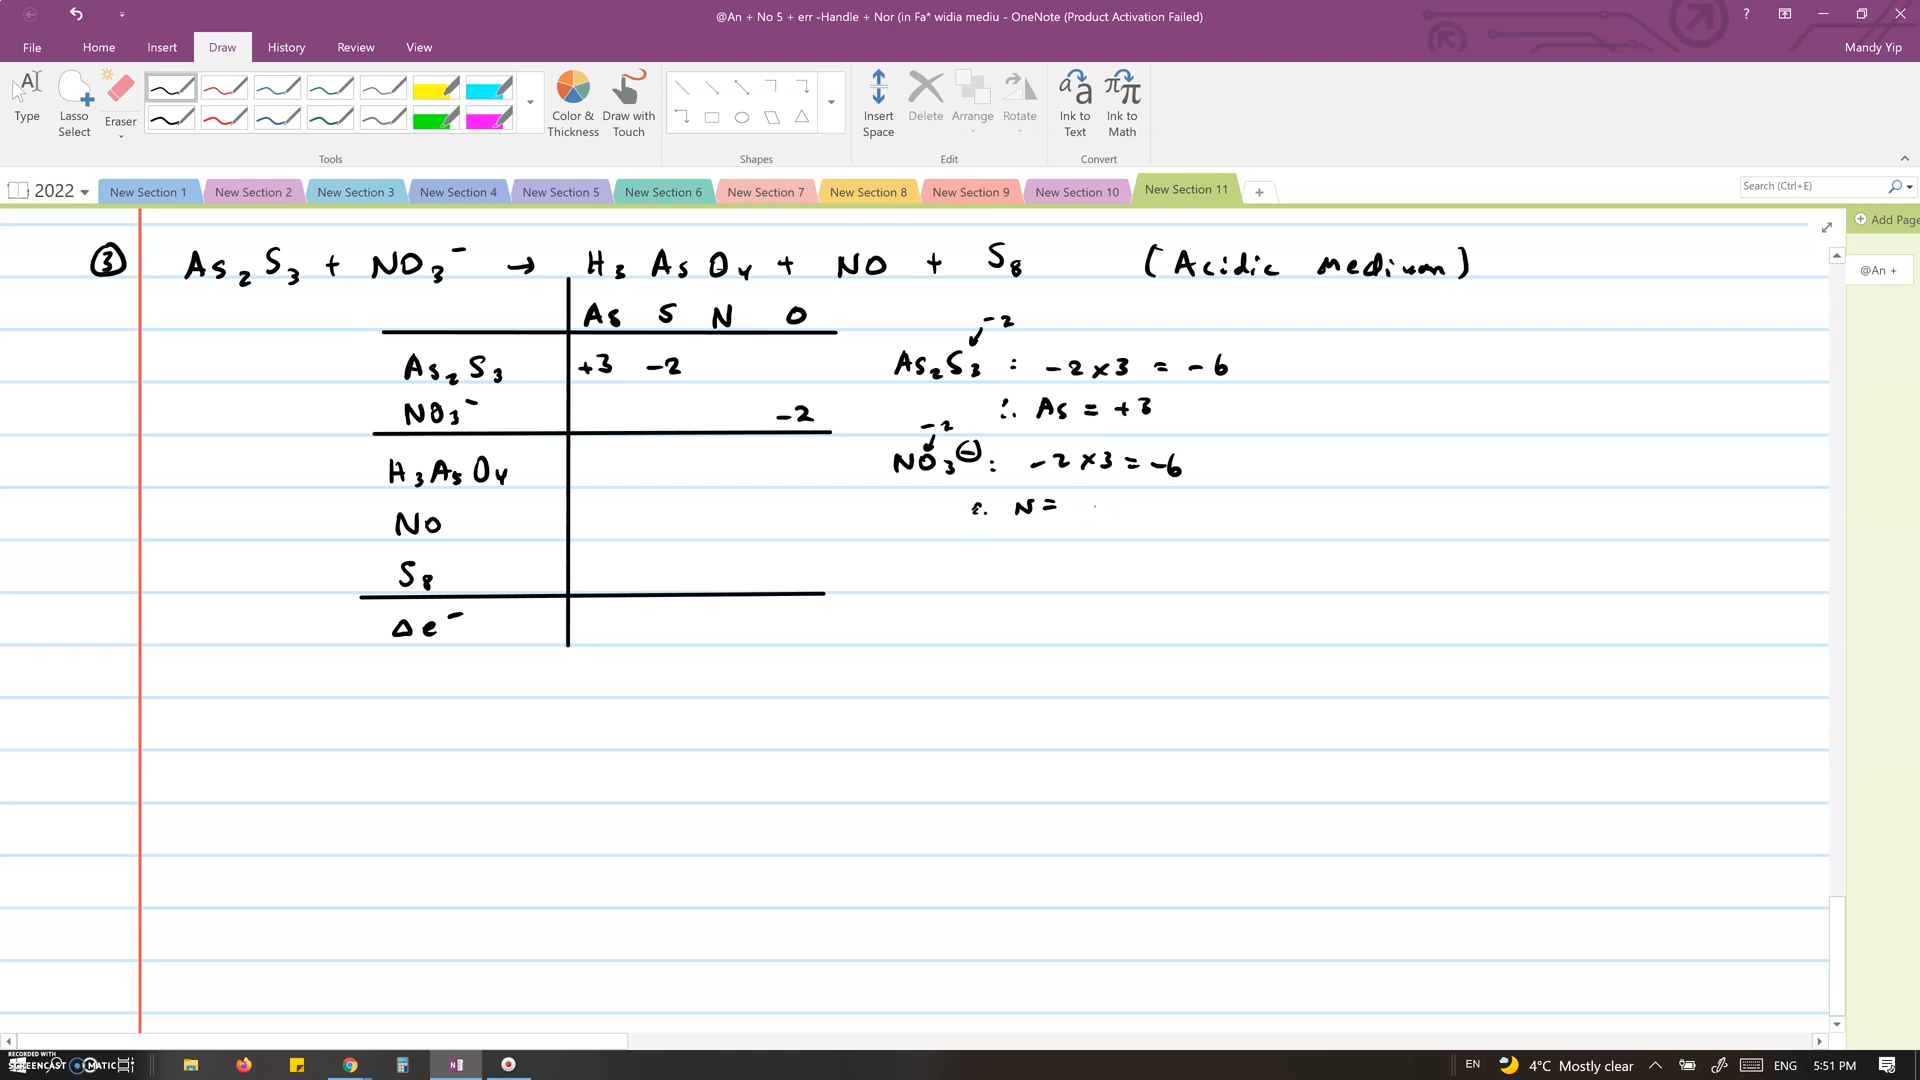 @An + No 5 + err -Handle + Nor (in Fa* widia mediu - OneNote (Product Activation Failed)
File Home Insert Draw History Review View Mandy Yip
Type Lasso Select Eraser Color & Thickness Draw with Touch Insert Space Delete Arrange Rotate Ink to Text Ink to Math
Tools Shapes Edit Convert
2022 New Section 1 New Section 2 New Section 3 New Section 4 New Section 5 New Section 6 New Section 7 New Section 8 New Section 9 New Section 10 New Section 11 Search (Ctrl+E)
Add Page
@An +
③ As₂S₃ + NO₃⁻ → H₃AsO₄ + NO + S₈ (Acidic medium)
As S N O
-2
As₂S₃ +3 -2 As₂S₃ : -2 × 3 = -6
NO₃⁻ -2 ∴ As = +3
-2
H₃AsO₄ NO₃⊖ : -2 × 3 = -6
∴ N =
NO
S₈
Δe⁻
RECORDED WITH
SCREENCAST MATIC
EN 4°C Mostly clear ENG 5:51 PM